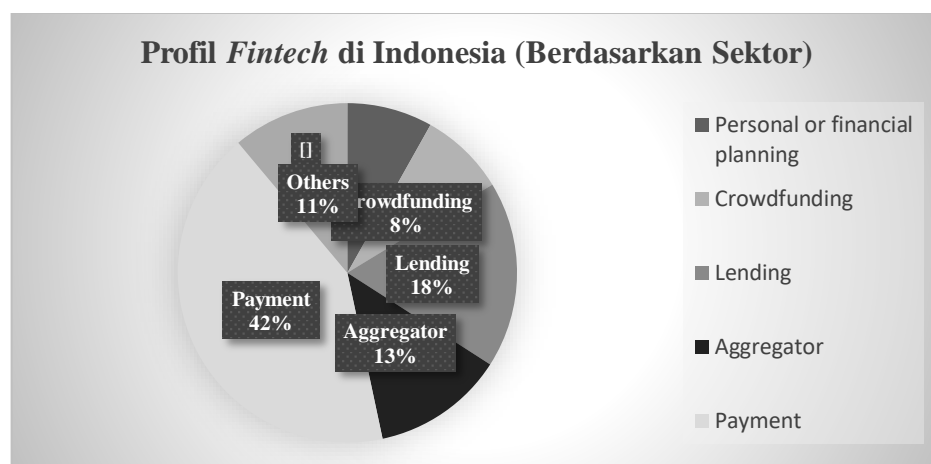 Profil Fintech di Indonesia (Berdasarkan Sektor)
[]
Others
11%
rowdfunding
8%
Lending
18%
Payment
42%
Aggregator
13%
Personal or financial
planning
Crowdfunding
Lending
Aggregator
Payment